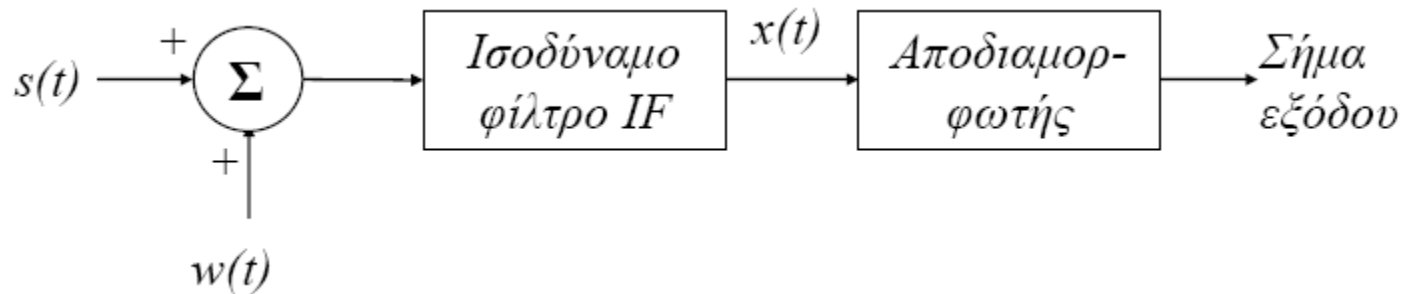 s(t)
+
Σ
+
w(t)
Ισοδύναμο
φίλτρο IF
x(t)
Αποδιαμορ-
φωτής
Σήμα
εξόδου